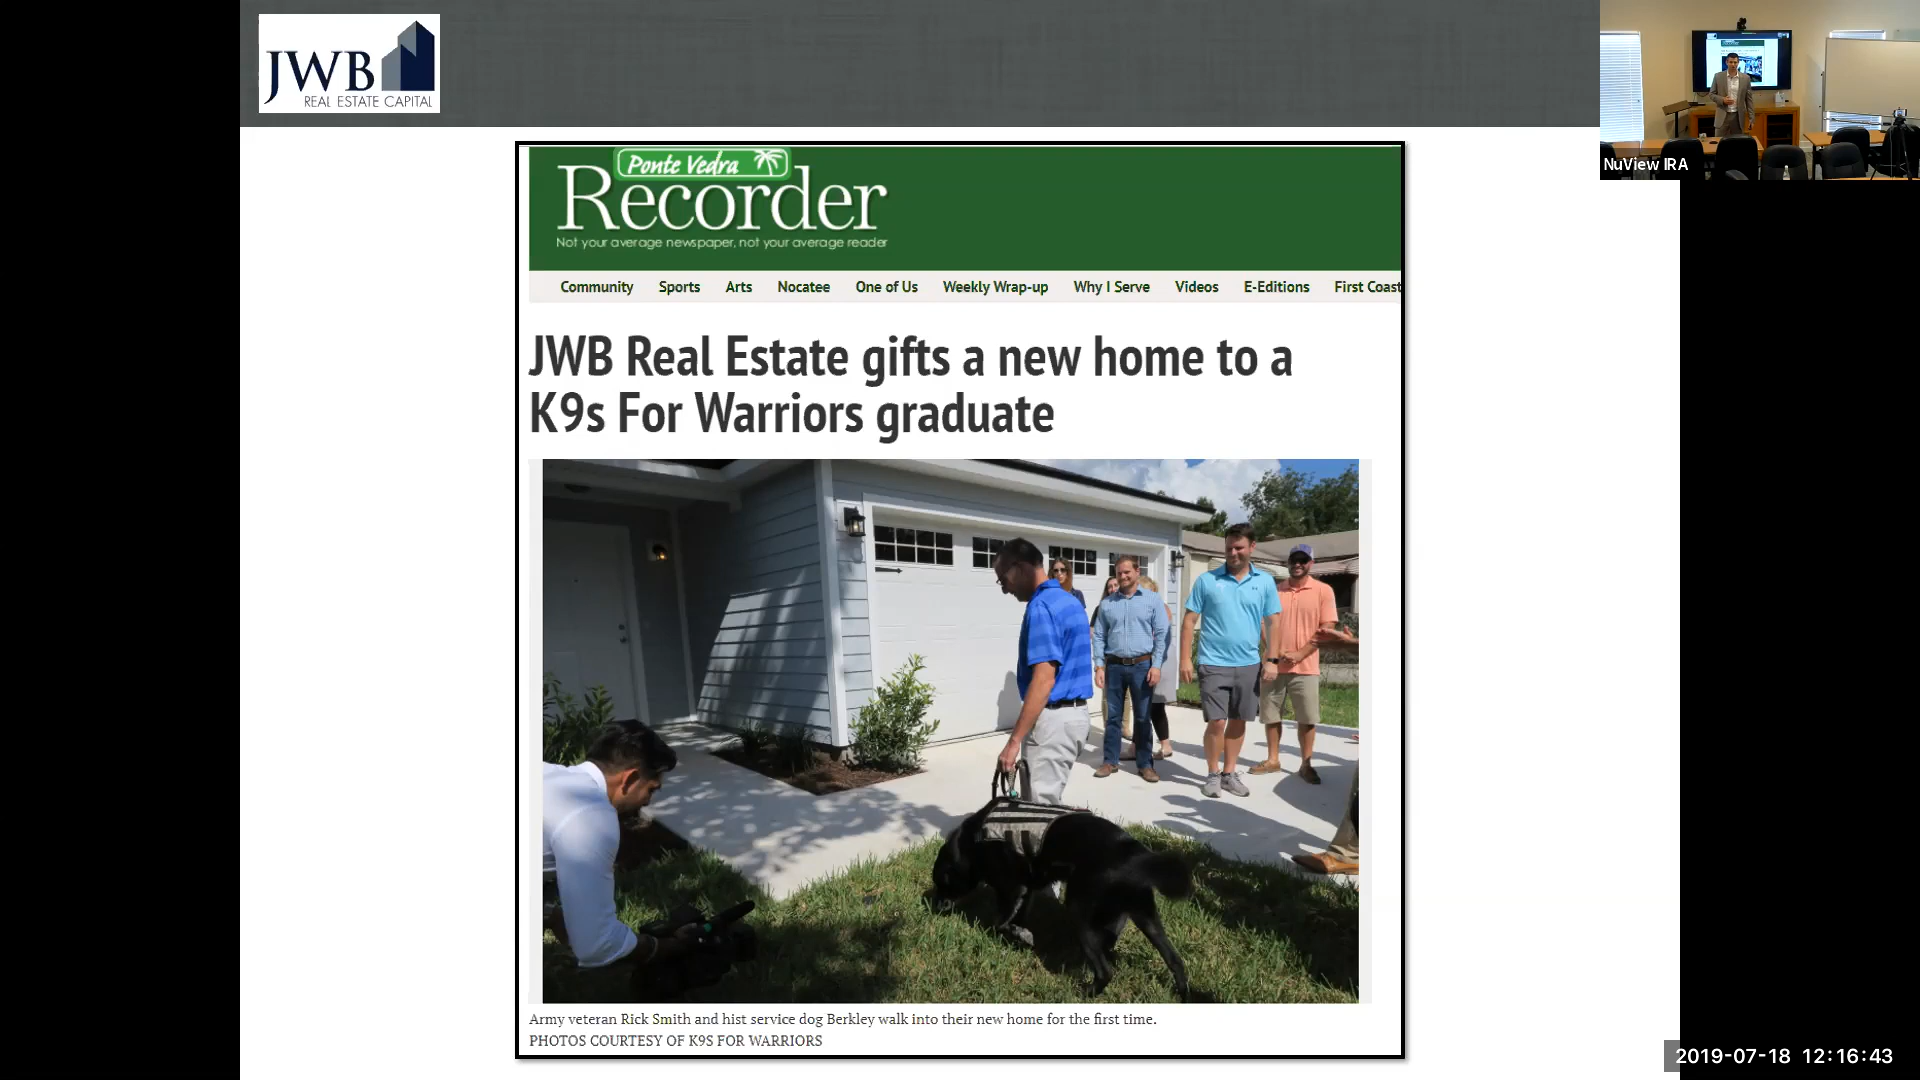 JWB
REAL ESTATE CAPITAL
NuView IRA
Ponte Vedra
Recorder
Not your average newspaper, not your average reader
Community Sports Arts Nocatee One of Us Weekly Wrap-up Why I Serve Videos E-Editions First Coast
JWB Real Estate gifts a new home to a
K9s For Warriors graduate
Army veteran Rick Smith and hist service dog Berkley walk into their new home for the first time.
PHOTOS COURTESY OF K9S FOR WARRIORS
2019-07-18 12:16:43